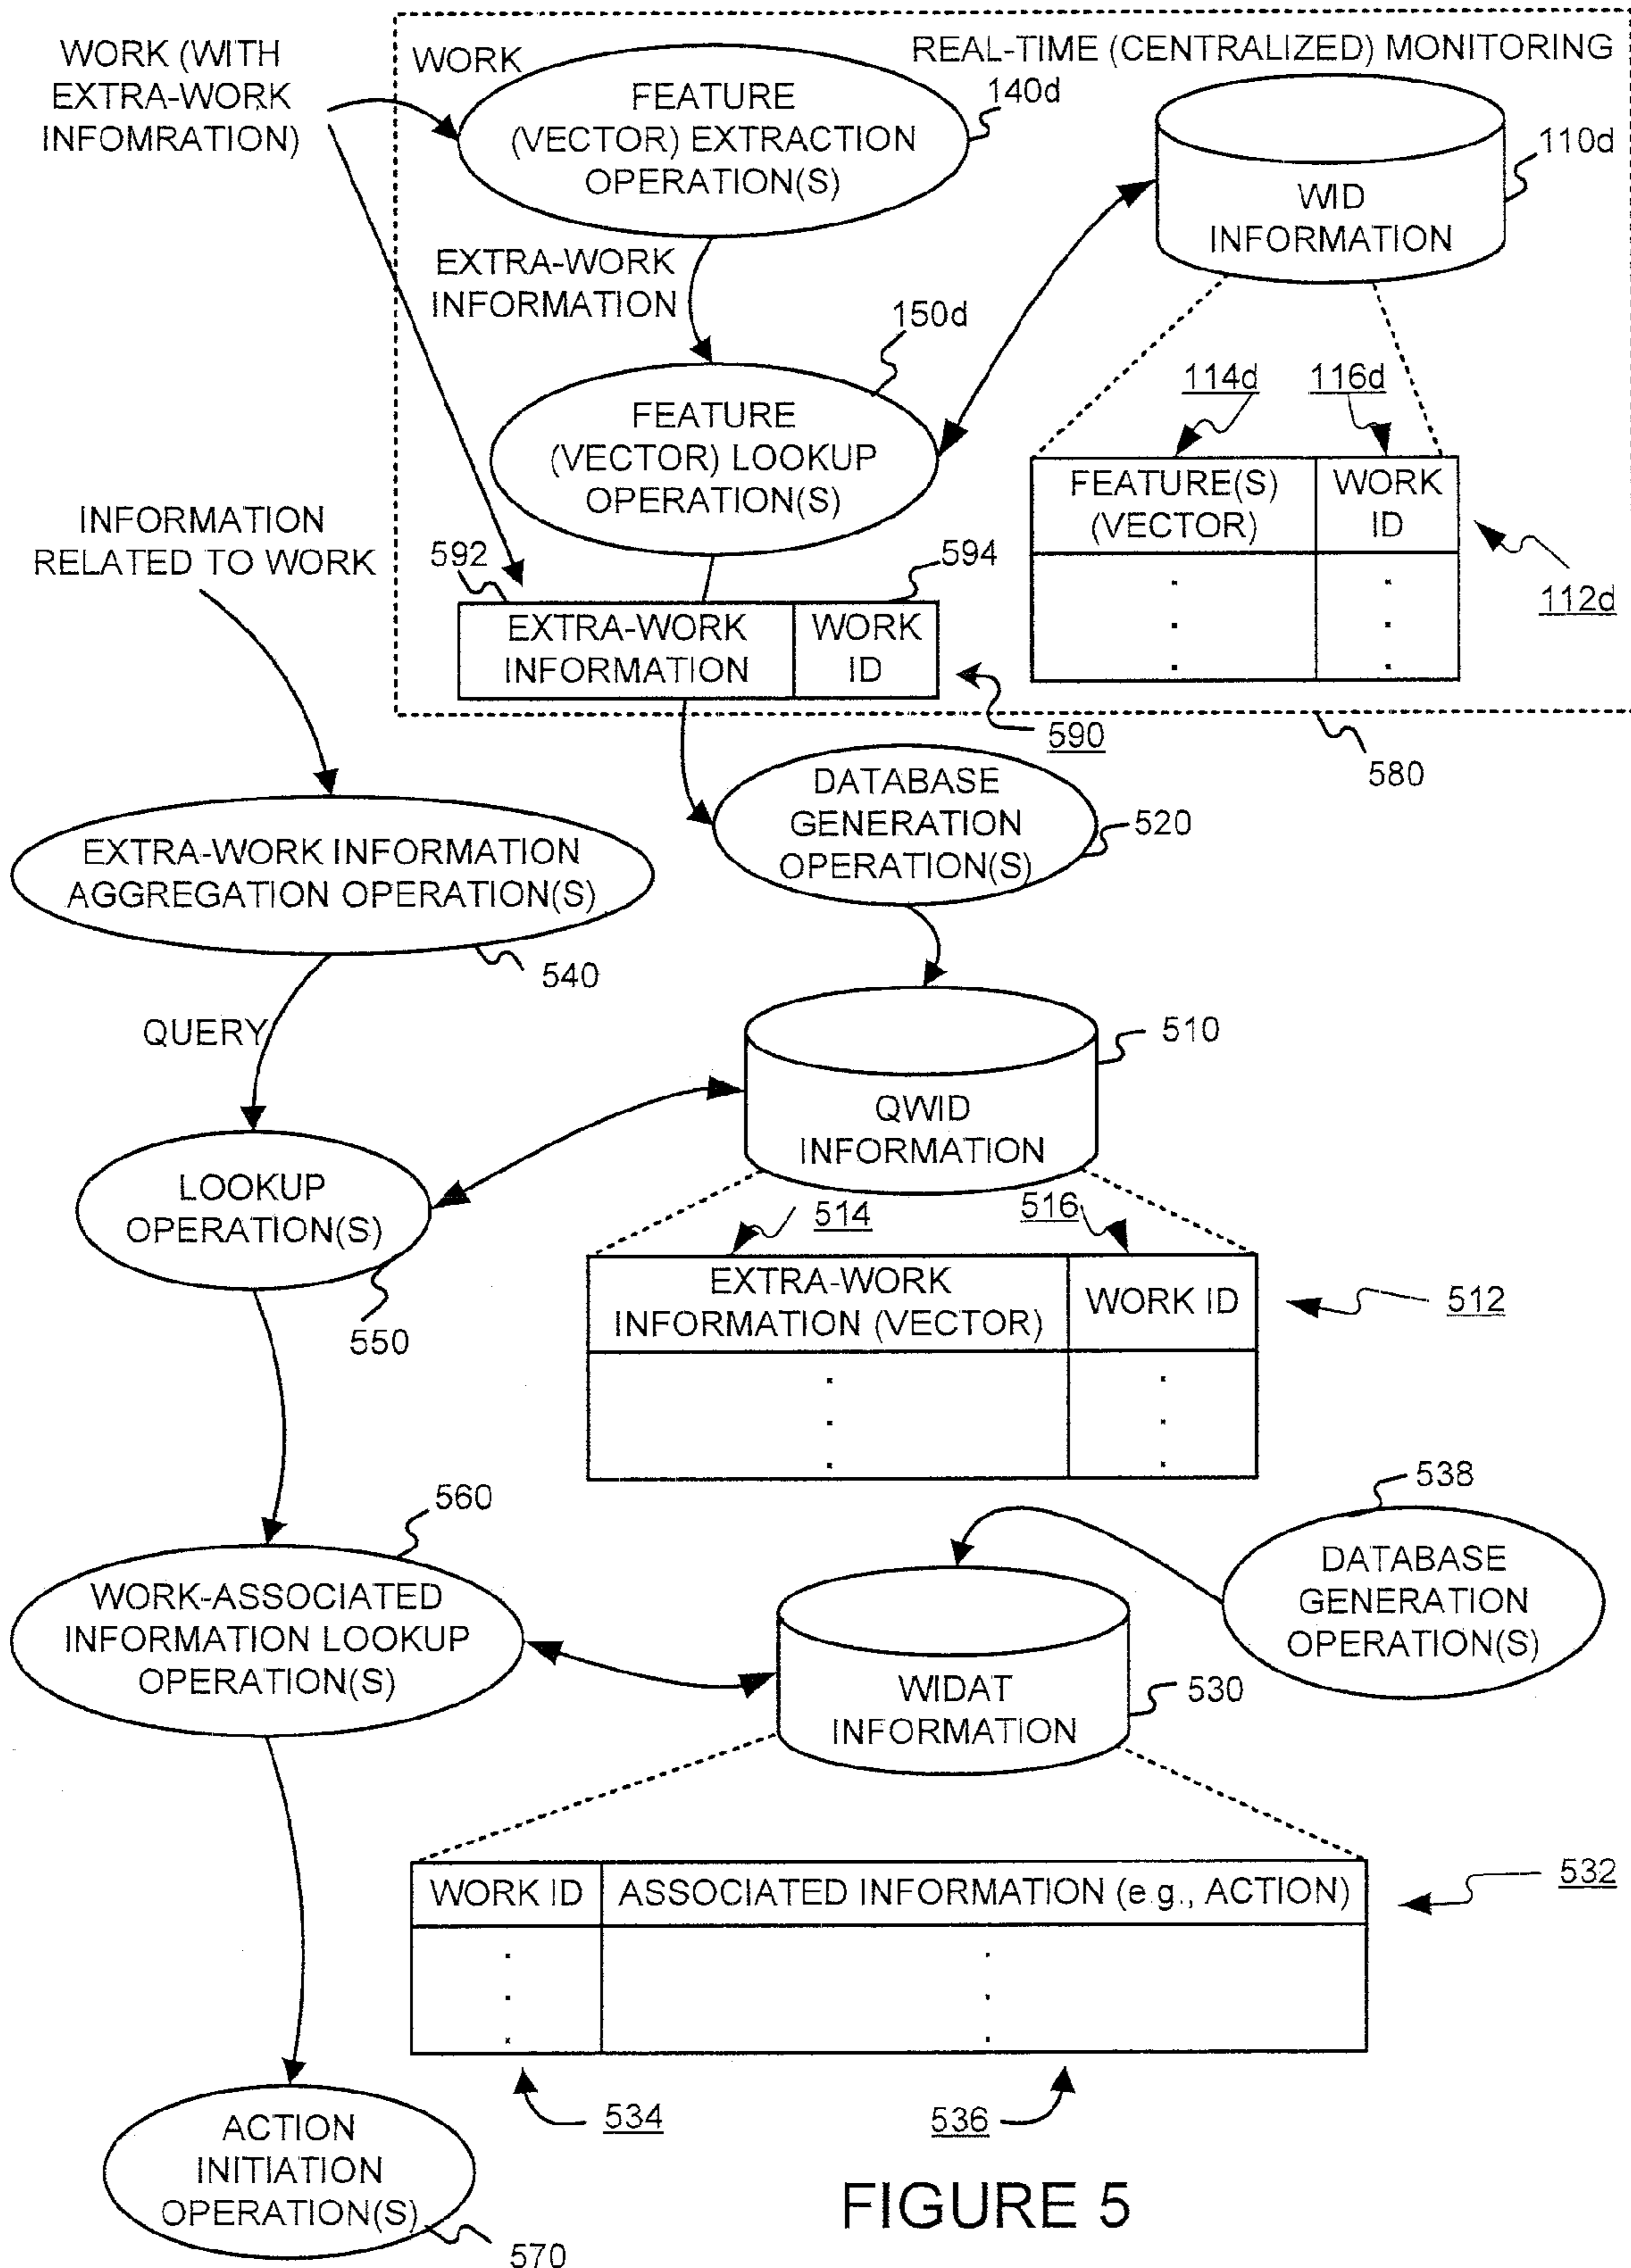 WORK (WITH
EXTRA-WORK
INFOMRATION)
WORK
REAL-TIME (CENTRALIZED) MONITORING
FEATURE
(VECTOR) EXTRACTION
OPERATION(S)
140d
110d
WID
INFORMATION
EXTRA-WORK
INFORMATION
150d
FEATURE
(VECTOR) LOOKUP
OPERATION(S)
114d
116d
FEATURE(S)
(VECTOR)
WORK
ID
112d
INFORMATION
RELATED TO WORK
592
594
EXTRA-WORK
INFORMATION
WORK
ID
590
580
DATABASE
GENERATION
OPERATION(S)
520
EXTRA-WORK INFORMATION
AGGREGATION OPERATION(S)
540
QUERY
510
QWID
INFORMATION
LOOKUP
OPERATION(S)
550
514
516
EXTRA-WORK
INFORMATION (VECTOR)
WORK ID
512
538
DATABASE
GENERATION
OPERATION(S)
560
WORK-ASSOCIATED
INFORMATION LOOKUP
OPERATION(S)
WIDAT
INFORMATION
530
WORK ID
ASSOCIATED INFORMATION (e.g., ACTION)
532
534
536
ACTION
INITIATION
OPERATION(S)
570
FIGURE 5